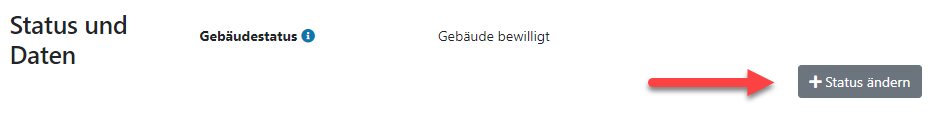 Status und
Daten
Gebäudestatus
Gebäude bewilligt
Status ändern